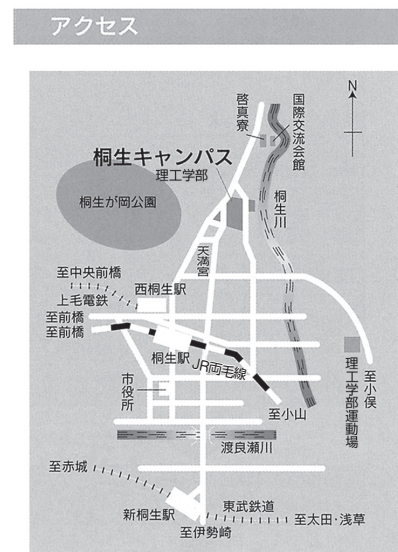 アクセス
N
啓真寮
国際交流会館
桐生キャンパス
理工学部
桐生が岡公園
桐生川
天満宮
至中央前橋
西桐生駅
上毛電鉄
至前橋
至前橋
桐生駅
JR両毛線
市役所
理工学部運動場
至小俣
至小山
渡良瀬川
至赤城
新桐生駅
東武鉄道
至太田・浅草
至伊勢崎